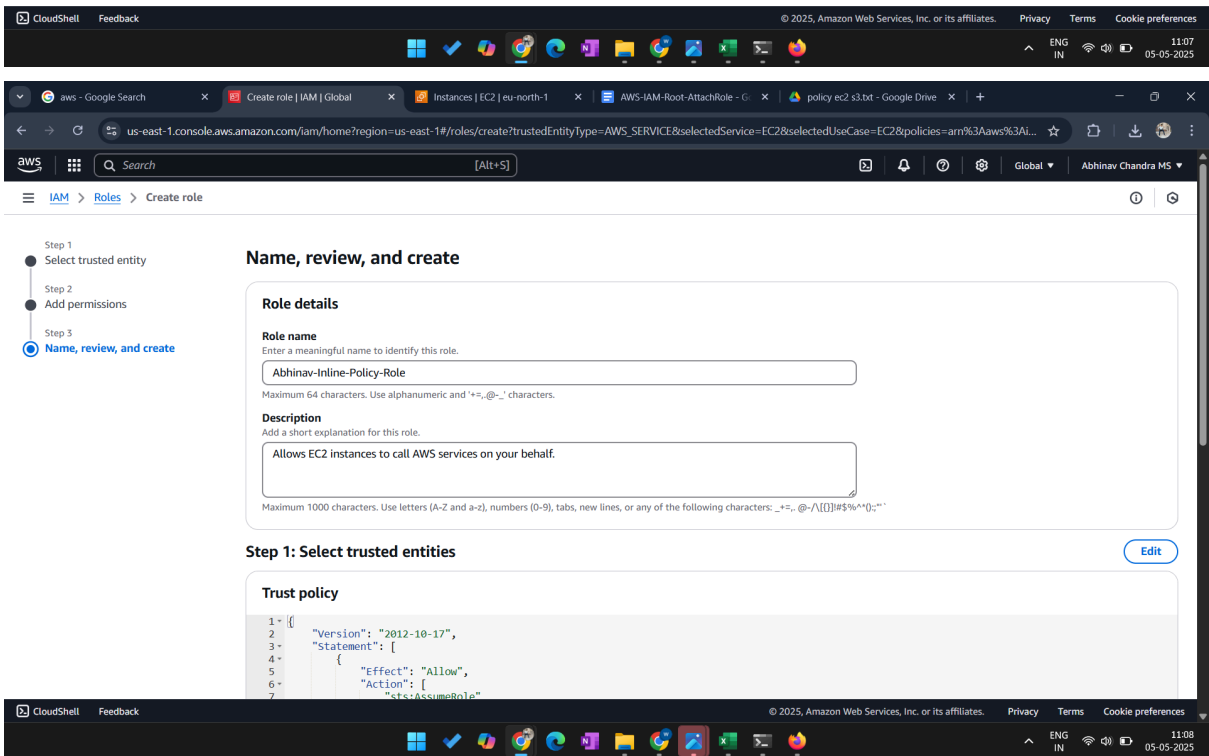 CloudShell Feedback © 2025, Amazon Web Services, Inc. or its affiliates. Privacy Terms Cookie preferences
ENG 11:07
IN 05-05-2025
aws - Google Search Create role | IAM | Global Instances | EC2 | eu-north-1 AWS-IAM-Root-AttachRole - Go policy ec2 s3.txt - Google Drive
us-east-1.console.aws.amazon.com/iam/home?region=us-east-1#/roles/create?trustedEntityType=AWS_SERVICE&selectedService=EC2&selectedUseCase=EC2&policies=arn%3Aaws%3Ai...
aws Search [Alt+S] Global Abhinav Chandra MS
IAM > Roles > Create role
Step 1
Select trusted entity
Step 2
Add permissions
Step 3
Name, review, and create
Name, review, and create
Role details
Role name
Enter a meaningful name to identify this role.
Abhinav-Inline-Policy-Role
Maximum 64 characters. Use alphanumeric and '+=,.@-_' characters.
Description
Add a short explanation for this role.
Allows EC2 instances to call AWS services on your behalf.
Maximum 1000 characters. Use letters (A-Z and a-z), numbers (0-9), tabs, new lines, or any of the following characters: _+=,. @-/\[{}]!#$%^*();:"'`
Step 1: Select trusted entities Edit
Trust policy
1 {
2 "Version": "2012-10-17",
3 "Statement": [
4 {
5 "Effect": "Allow",
6 "Action": [
7 "sts:AssumeRole"
CloudShell Feedback © 2025, Amazon Web Services, Inc. or its affiliates. Privacy Terms Cookie preferences
ENG 11:08
IN 05-05-2025